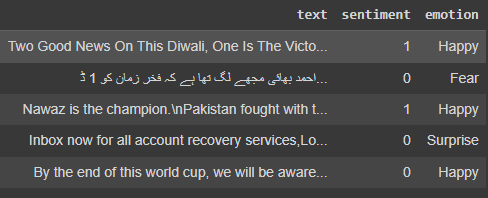 text sentiment emotion
Two Good News On This Diwali, One Is The Victo... 1 Happy
احمد بھائی مجھے لگ تھا ہے کہ فخر زمان کو 1 ڈ... 0 Fear
Nawaz is the champion.\nPakistan fought with t... 1 Happy
Inbox now for all account recovery services,Lo... 0 Surprise
By the end of this world cup, we will be aware... 0 Happy